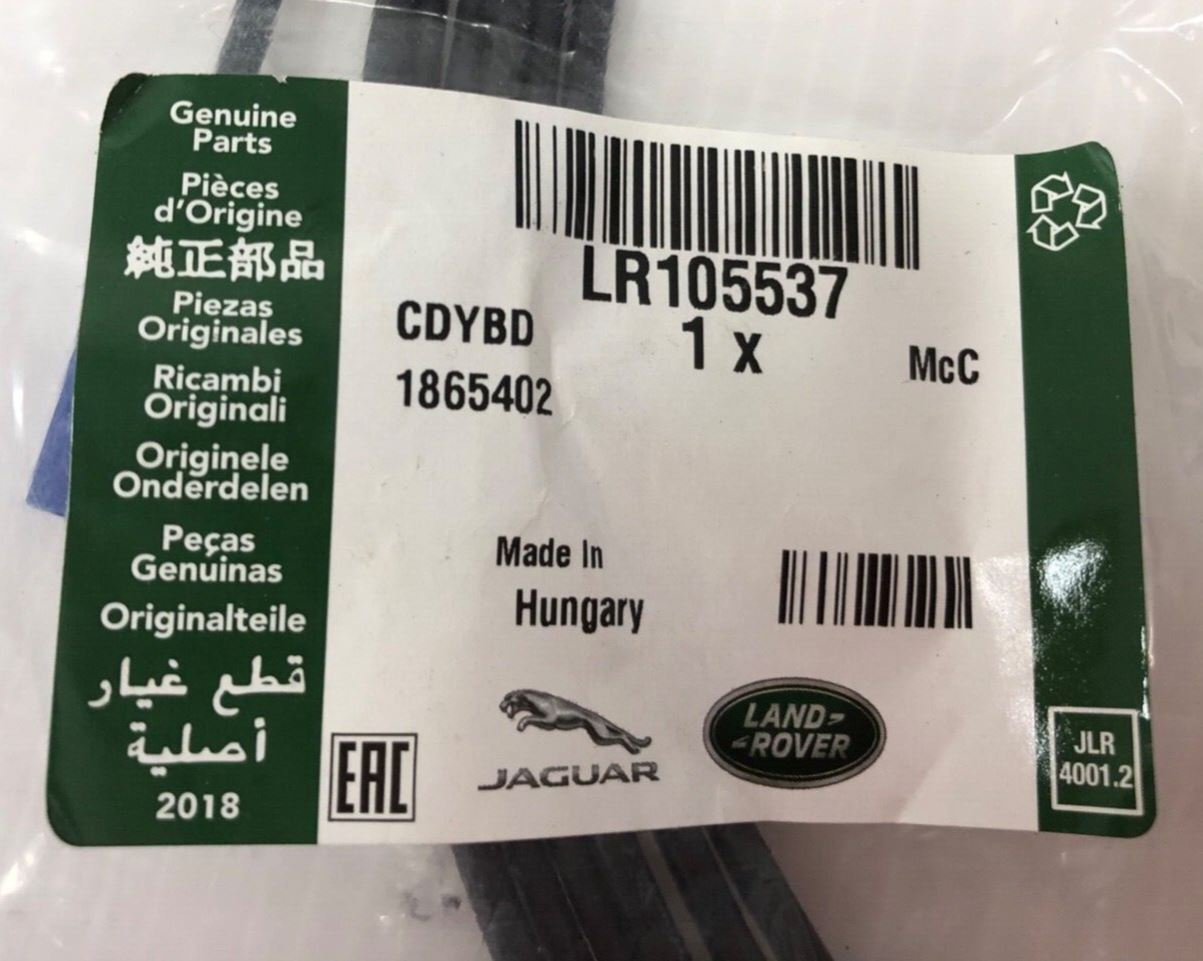 Genuine
Parts
Pièces
d'Origine
純正部品
Piezas
Originales
Ricambi
Originali
Originele
Onderdelen
Peças
Genuinas
Originalteile
قطع غيار
أصلية
2018
LR105537
1 x
CDYBD
McC
1865402
Made In
Hungary
EAC
JAGUAR
LAND-
-ROVER
JLR
4001.2